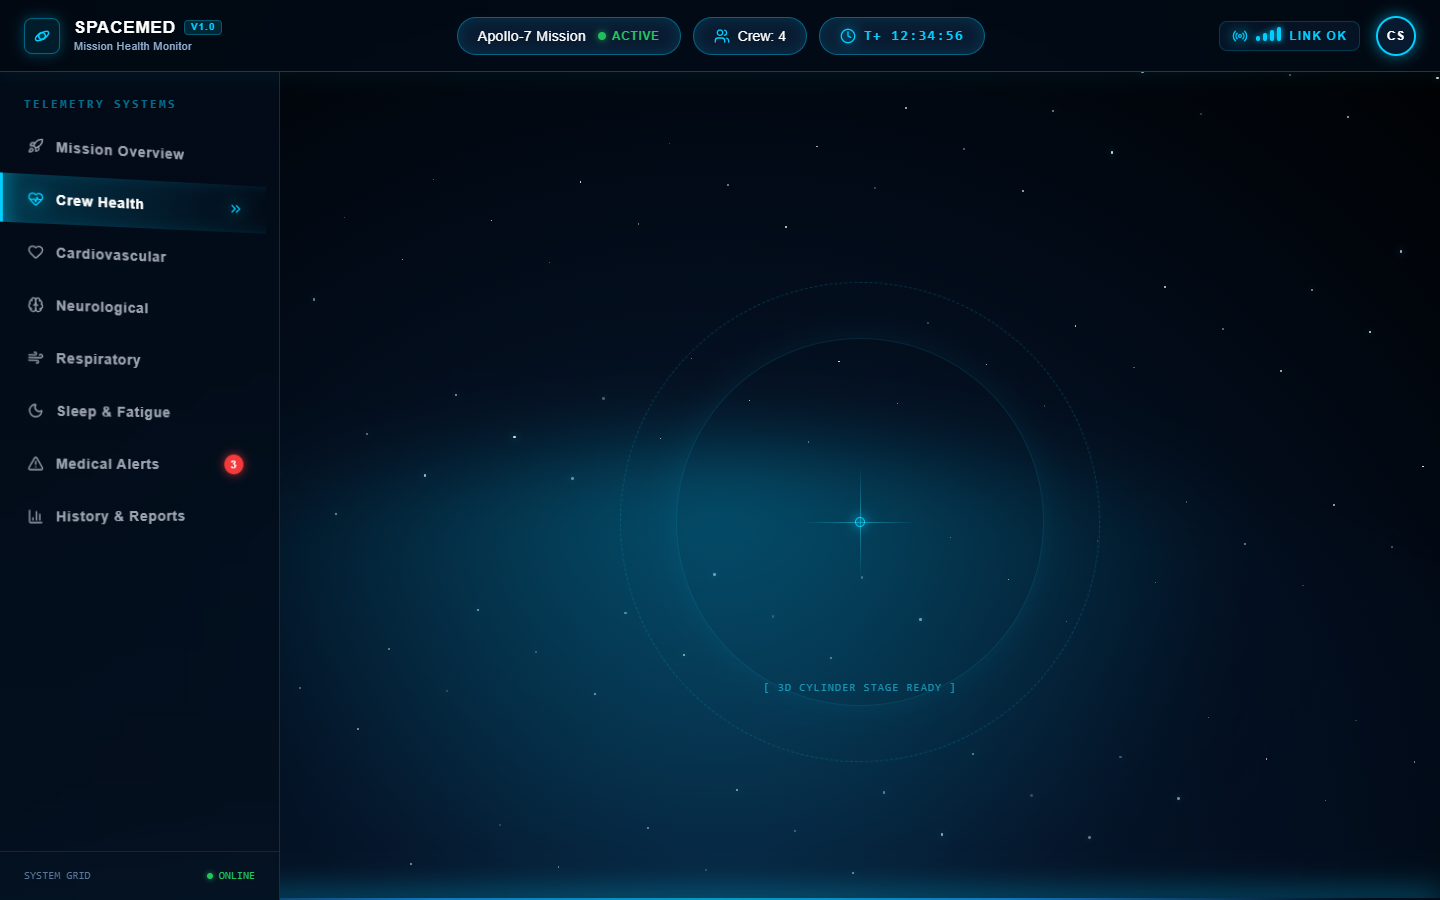 SPACEMED V1.0
Mission Health Monitor
Apollo-7 Mission ACTIVE
Crew: 4
T+ 12:34:56
LINK OK
CS
TELEMETRY SYSTEMS
Mission Overview
Crew Health
Cardiovascular
Neurological
Respiratory
Sleep & Fatigue
Medical Alerts 3
History & Reports
[ 3D CYLINDER STAGE READY ]
SYSTEM GRID ONLINE